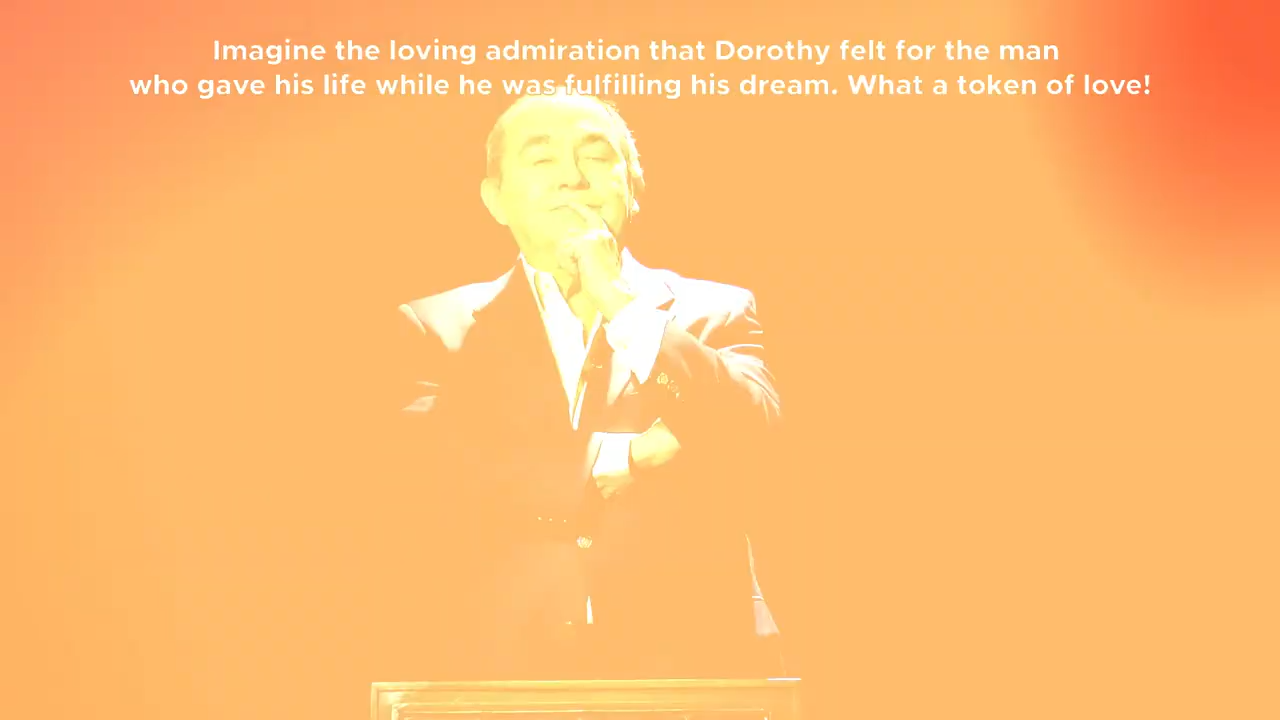 Imagine the loving admiration that Dorothy felt for the man
who gave his life while he was fulfilling his dream. What a token of love!